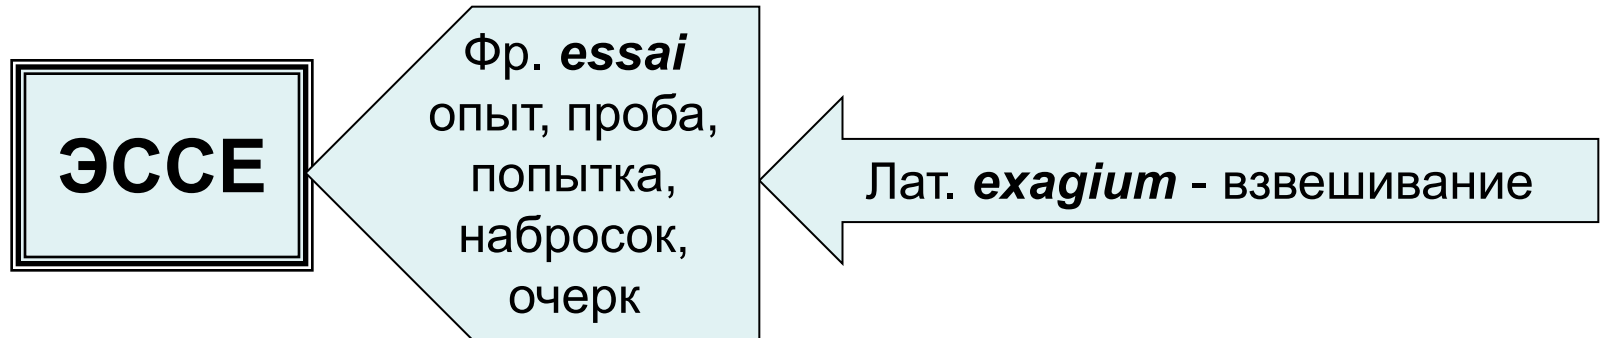 ЭССЕ
Фр. essai
опыт, проба,
попытка,
набросок,
очерк
Лат. exagium - взвешивание